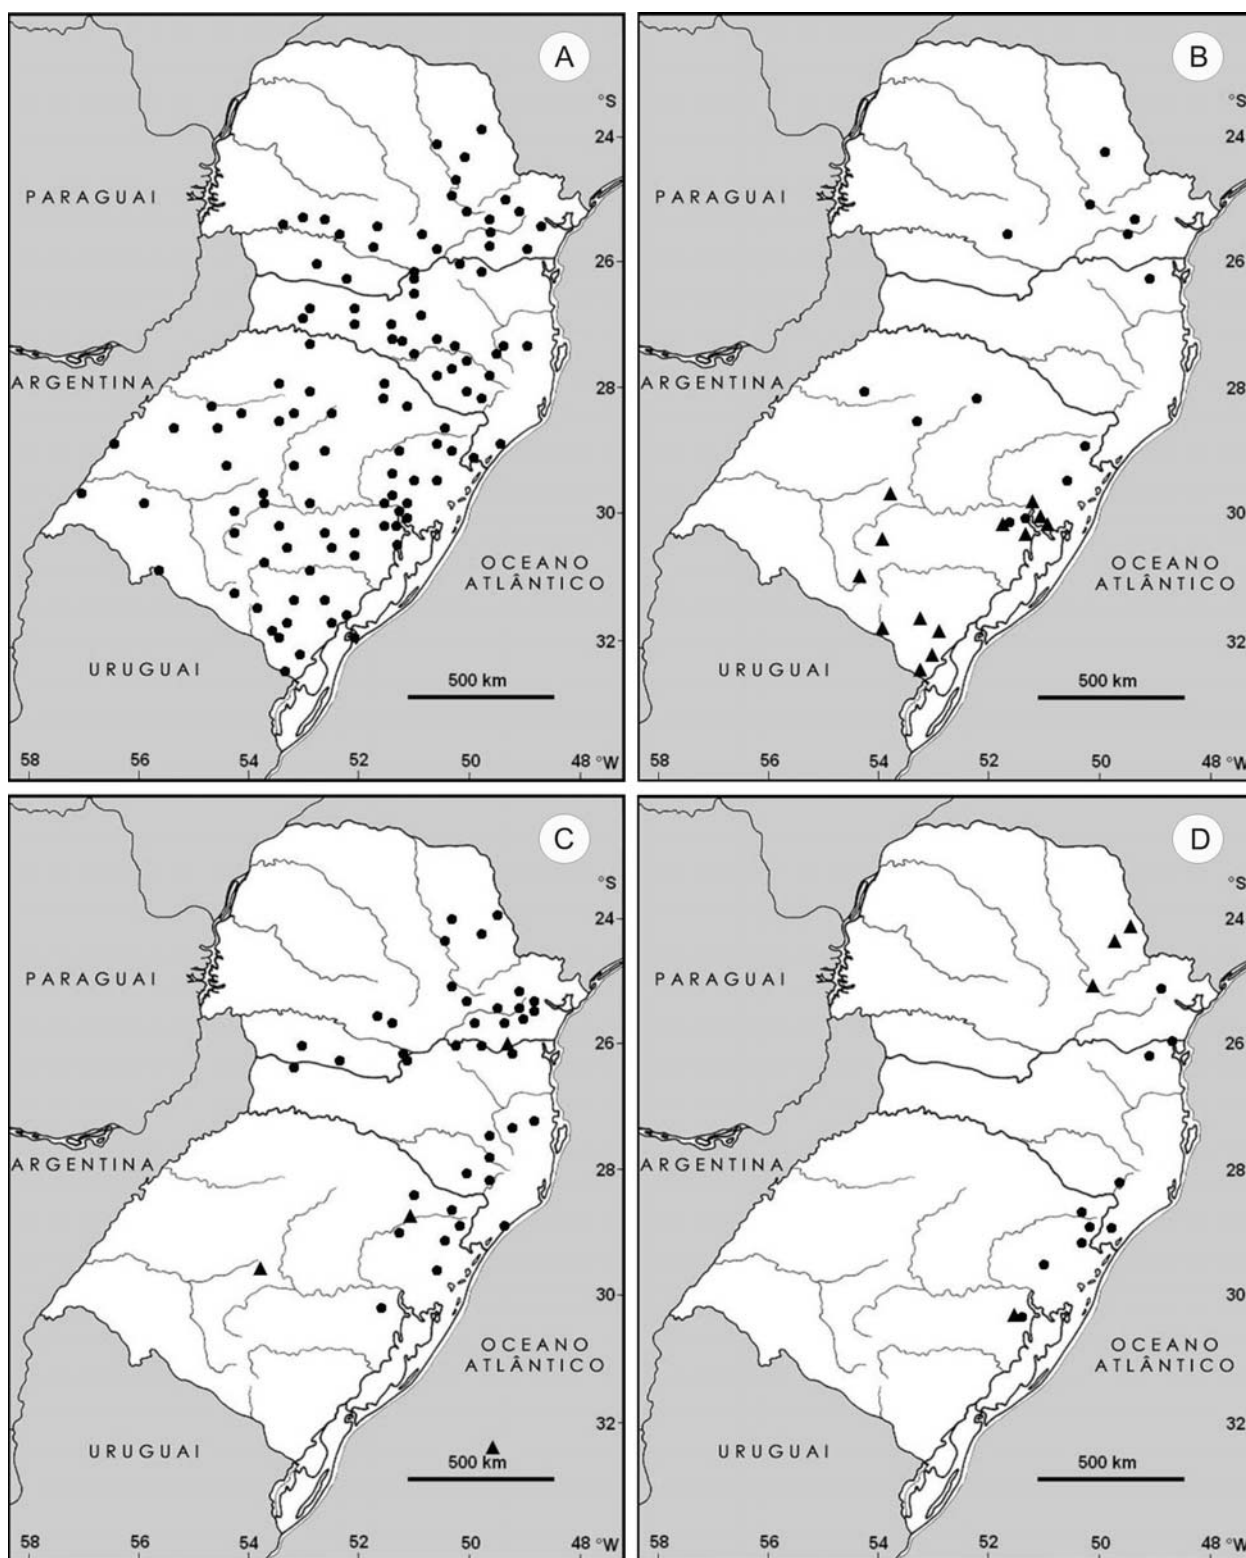 A
°S
24
PARAGUAI
26
ARGENTINA
28
30
OCEANO
ATLÂNTICO
32
URUGUAI
500 km
58
56
54
52
50
48 °W
B
°S
24
PARAGUAI
26
ARGENTINA
28
30
OCEANO
ATLÂNTICO
32
URUGUAI
500 km
58
56
54
52
50
48 °W
C
°S
24
PARAGUAI
26
ARGENTINA
28
30
OCEANO
ATLÂNTICO
32
URUGUAI
500 km
58
56
54
52
50
48 °W
D
°S
24
PARAGUAI
26
ARGENTINA
28
30
OCEANO
ATLÂNTICO
32
URUGUAI
500 km
58
56
54
52
50
48 °W